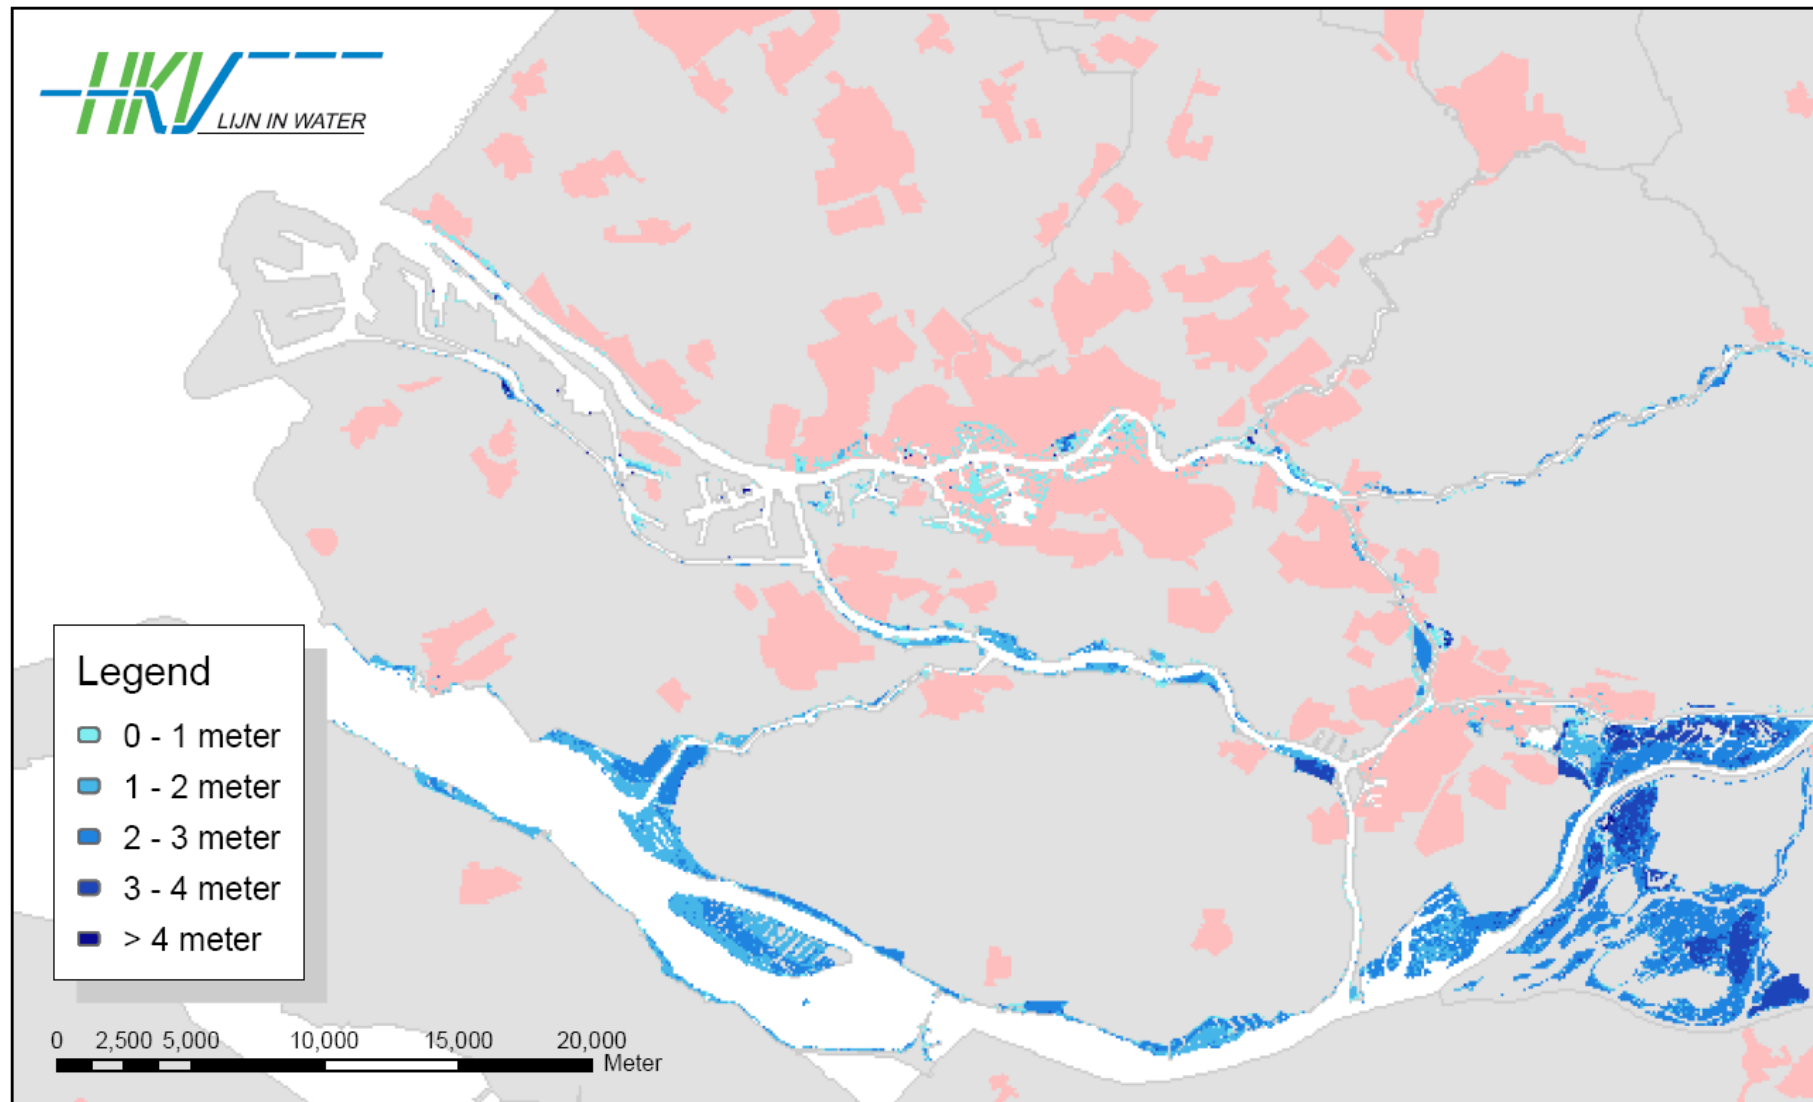 HKV
LIJN IN WATER
Legend
0 - 1 meter
1 - 2 meter
2 - 3 meter
3 - 4 meter
> 4 meter
0 2,500 5,000 10,000 15,000 20,000
Meter